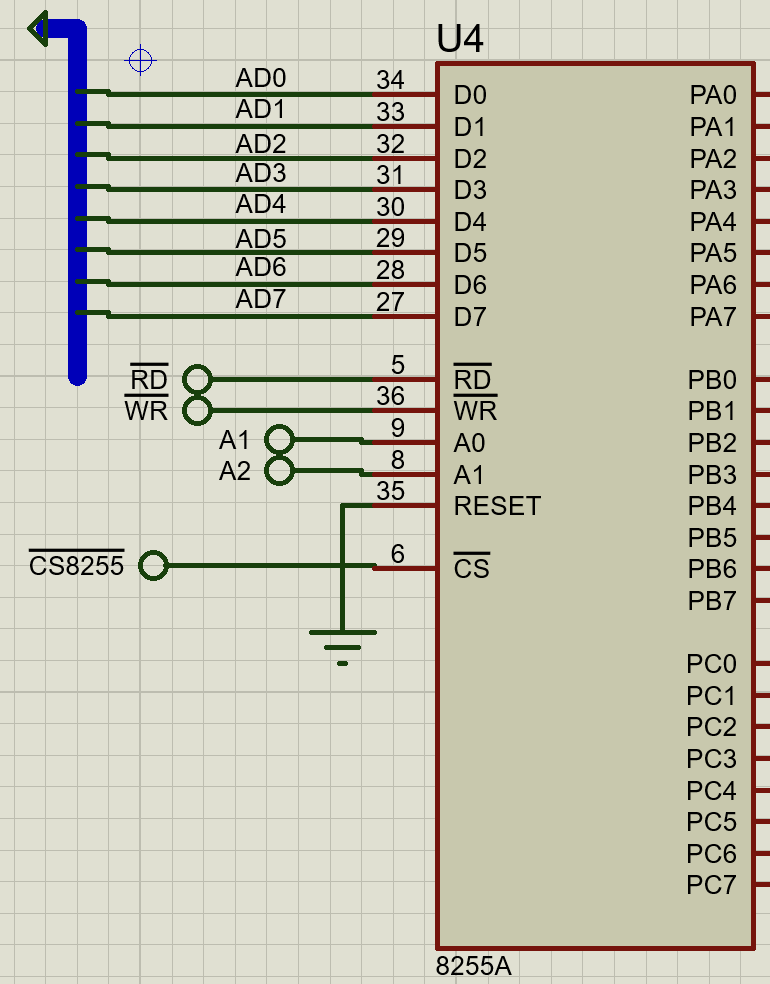 U4
AD0 34 D0 PA0
AD1 33 D1 PA1
AD2 32 D2 PA2
AD3 31 D3 PA3
AD4 30 D4 PA4
AD5 29 D5 PA5
AD6 28 D6 PA6
AD7 27 D7 PA7
RD 5 RD PB0
WR 36 WR PB1
A1 9 A0 PB2
A2 8 A1 PB3
35 RESET PB4
PB5
CS8255 6 CS PB6
PB7
PC0
PC1
PC2
PC3
PC4
PC5
PC6
PC7
8255A